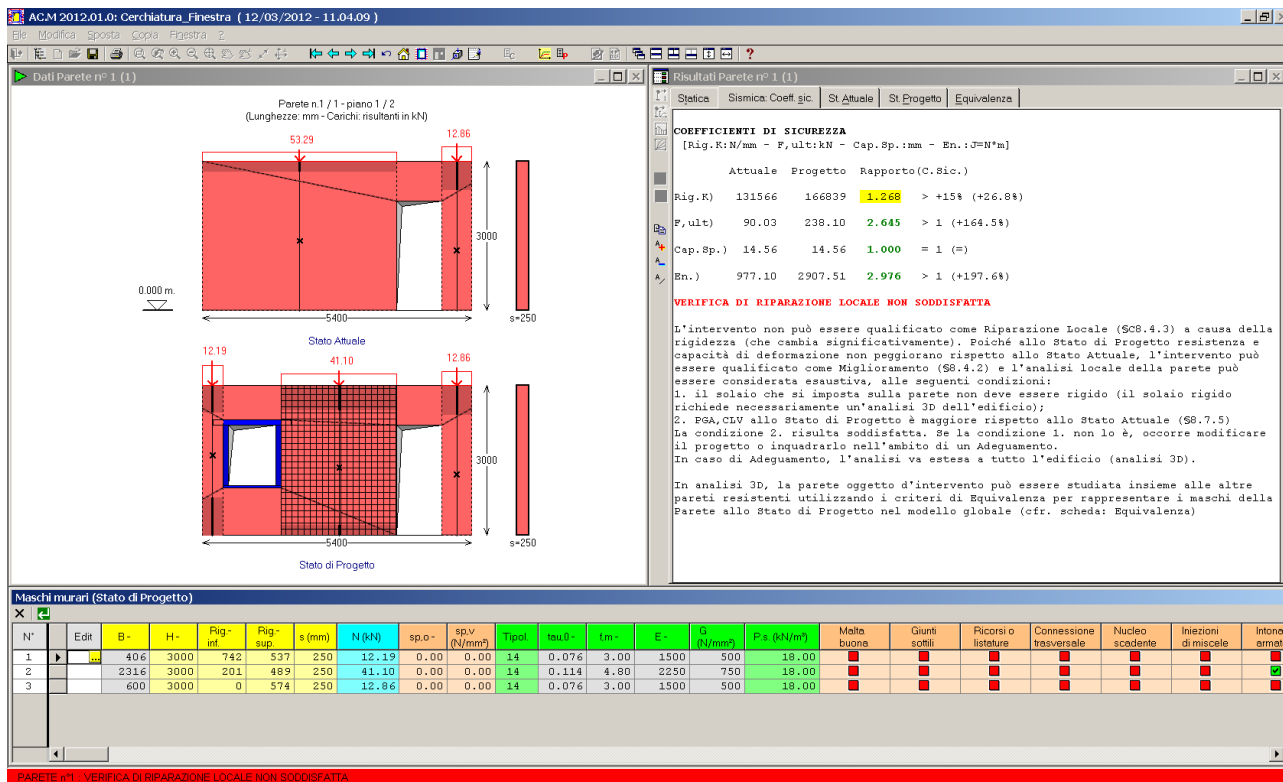 AC.M 2012.01.0: Cerchiatura_Finestra ( 12/03/2012 - 11.04.09 )
File Modifica Sposta Copia Finestra ?
Dati Parete n° 1 (1)
Parete n.1 / 1 - piano 1 / 2
(Lunghezze: mm - Carichi: risultanti in kN)
53.29
12.86
3000
0.000 m.
5400
s=250
Stato Attuale
12.19
41.10
12.86
3000
5400
s=250
Stato di Progetto
Risultati Parete n° 1 (1)
Statica Sismica: Coeff. sic. St. Attuale St. Progetto Equivalenza
COEFFICIENTI DI SICUREZZA
[Rig.K:N/mm - F,ult:kN - Cap.Sp.:mm - En.:J=N*m]
Attuale Progetto Rapporto(C.Sic.)
Rig.K) 131566 166839 1.268 > +15% (+26.8%)
F,ult) 90.03 238.10 2.645 > 1 (+164.5%)
Cap.Sp.) 14.56 14.56 1.000 = 1 (=)
En.) 977.10 2907.51 2.976 > 1 (+197.6%)
VERIFICA DI RIPARAZIONE LOCALE NON SODDISFATTA
L'intervento non può essere qualificato come Riparazione Locale (§C8.4.3) a causa della
rigidezza (che cambia significativamente). Poiché allo Stato di Progetto resistenza e
capacità di deformazione non peggiorano rispetto allo Stato Attuale, l'intervento può
essere qualificato come Miglioramento (§8.4.2) e l'analisi locale della parete può
essere considerata esaustiva, alle seguenti condizioni:
1. il solaio che si imposta sulla parete non deve essere rigido (il solaio rigido
richiede necessariamente un'analisi 3D dell'edificio);
2. PGA,CLV allo Stato di Progetto è maggiore rispetto allo Stato Attuale (§8.7.5)
La condizione 2. risulta soddisfatta. Se la condizione 1. non lo è, occorre modificare
il progetto o inquadrarlo nell'ambito di un Adeguamento.
In caso di Adeguamento, l'analisi va estesa a tutto l'edificio (analisi 3D).
In analisi 3D, la parete oggetto d'intervento può essere studiata insieme alle altre
pareti resistenti utilizzando i criteri di Equivalenza per rappresentare i maschi della
Parete allo Stato di Progetto nel modello globale (cfr. scheda: Equivalenza)
Maschi murari (Stato di Progetto)
N° Edit B - H - Rig.- inf. Rig.- sup. s (mm) N (kN) sp,o - sp,v (N/mm²) Tipol. tau,0 - f,m - E - G (N/mm²) P.s. (kN/m³) Malta buona Giunti sottili Ricorsi o listature Connessione trasversale Nucleo scadente Iniezioni di miscele Intona armat
1 ... 406 3000 742 537 250 12.19 0.00 0.00 14 0.076 3.00 1500 500 18.00
2 2316 3000 201 489 250 41.10 0.00 0.00 14 0.114 4.80 2250 750 18.00
3 600 3000 0 574 250 12.86 0.00 0.00 14 0.076 3.00 1500 500 18.00
PARETE n°1 : VERIFICA DI RIPARAZIONE LOCALE NON SODDISFATTA